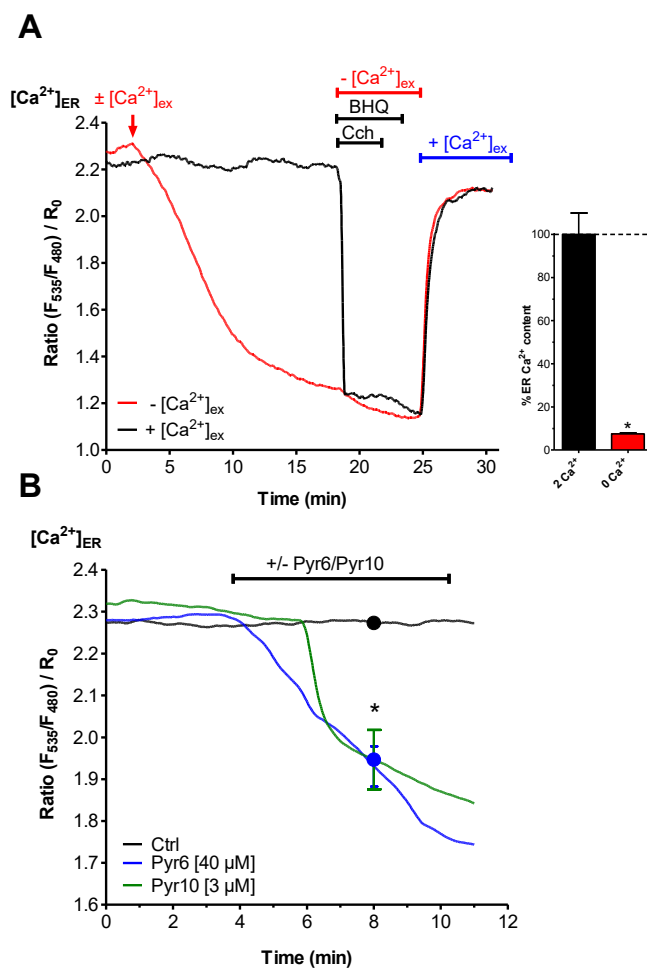 A
- [Ca²⁺]ex
[Ca²⁺]ER
± [Ca²⁺]ex
BHQ
Cch
+ [Ca²⁺]ex
2.4
2.2
2.0
1.8
1.6
1.4
1.2
1.0
Ratio (F535/F480) / R0
- [Ca²⁺]ex
+ [Ca²⁺]ex
0
5
10
15
20
25
30
Time (min)
100
80
60
40
20
0
% ER Ca²⁺ content
*
2 Ca²⁺
0 Ca²⁺
B
[Ca²⁺]ER
+/- Pyr6/Pyr10
2.4
2.3
2.2
2.1
2.0
1.9
1.8
1.7
1.6
Ratio (F535/F480) / R0
*
Ctrl
Pyr6 [40 µM]
Pyr10 [3 µM]
0
2
4
6
8
10
12
Time (min)